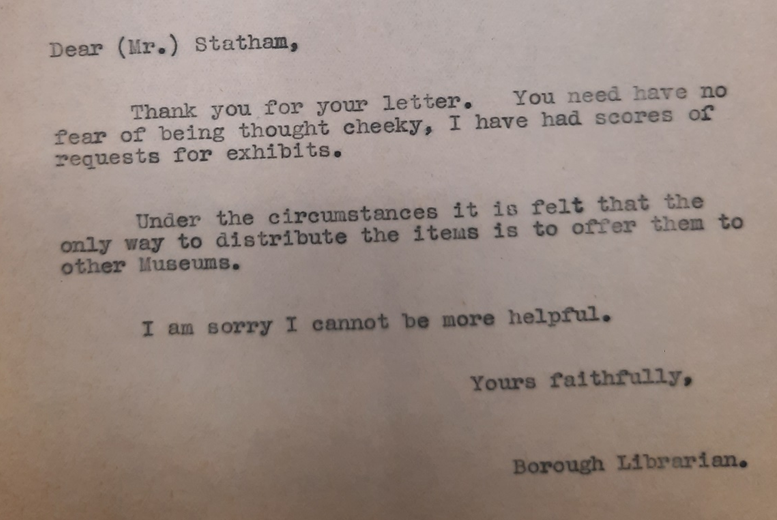 Dear (Mr.) Statham,
Thank you for your letter. You need have no
fear of being thought cheeky, I have had scores of
requests for exhibits.
Under the circumstances it is felt that the
only way to distribute the items is to offer them to
other Museums.
I am sorry I cannot be more helpful.
Yours faithfully,
Borough Librarian.